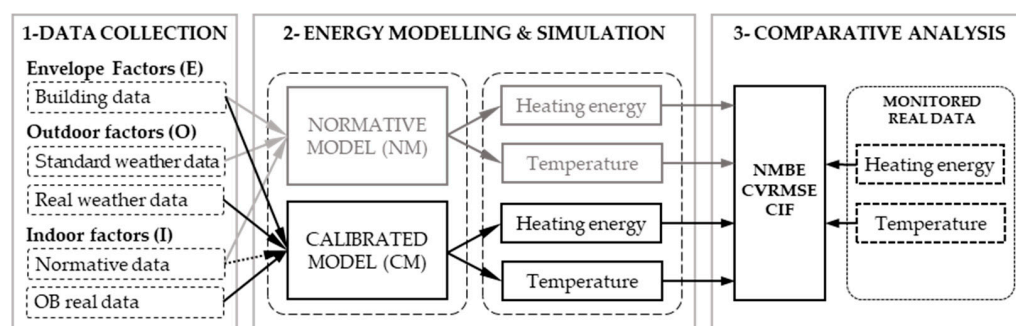 1-DATA COLLECTION
Envelope Factors (E)
Building data
Outdoor factors (O)
Standard weather data
Real weather data
Indoor factors (I)
Normative data
OB real data
2- ENERGY MODELLING & SIMULATION
NORMATIVE
MODEL (NM)
CALIBRATED
MODEL (CM)
Heating energy
Temperature
Heating energy
Temperature
3- COMPARATIVE ANALYSIS
NMBE
CVRMSE
CIF
MONITORED
REAL DATA
Heating energy
Temperature